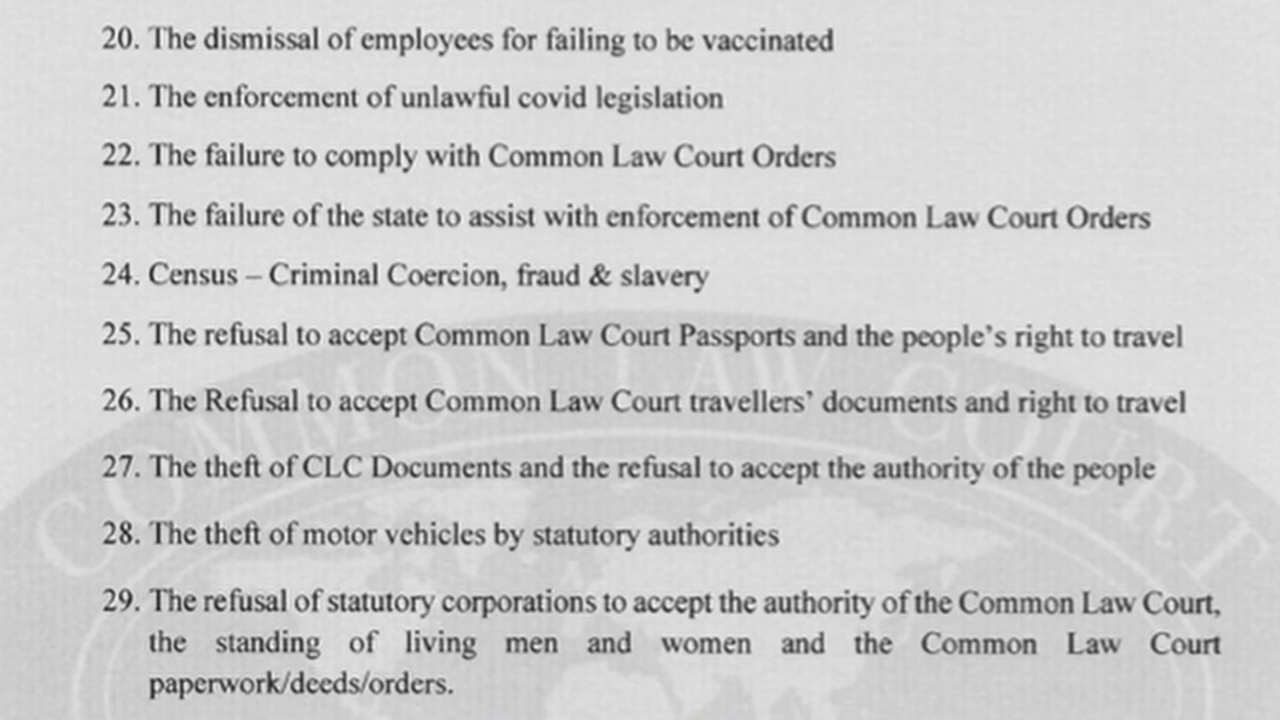 20. The dismissal of employees for failing to be vaccinated
21. The enforcement of unlawful covid legislation
22. The failure to comply with Common Law Court Orders
23. The failure of the state to assist with enforcement of Common Law Court Orders
24. Census – Criminal Coercion, fraud & slavery
25. The refusal to accept Common Law Court Passports and the people's right to travel
26. The Refusal to accept Common Law Court travellers' documents and right to travel
27. The theft of CLC Documents and the refusal to accept the authority of the people
28. The theft of motor vehicles by statutory authorities
29. The refusal of statutory corporations to accept the authority of the Common Law Court,
the standing of living men and women and the Common Law Court
paperwork/deeds/orders.
COMMON LAW COURT